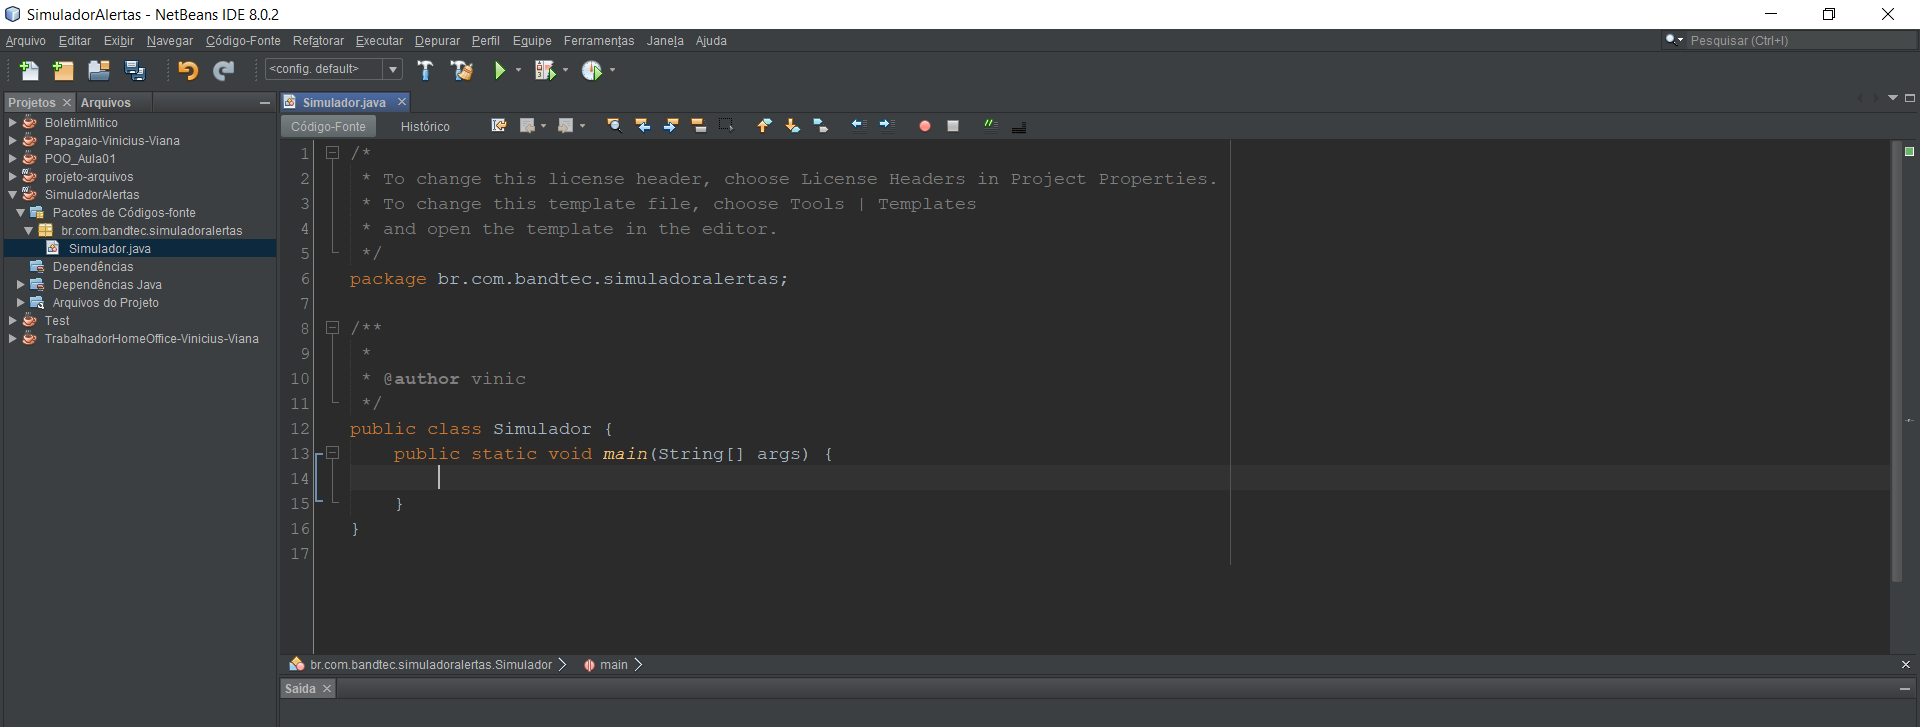 SimuladorAlertas - NetBeans IDE 8.0.2
Arquivo Editar Exibir Navegar Código-Fonte Refatorar Executar Depurar Perfil Equipe Ferramentas Janela Ajuda
Pesquisar (Ctrl+I)
<config. default>
Projetos Arquivos
BoletimMitico
Papagaio-Vinicius-Viana
POO_Aula01
projeto-arquivos
SimuladorAlertas
Pacotes de Códigos-fonte
br.com.bandtec.simuladoralertas
Simulador.java
Dependências
Dependências Java
Arquivos do Projeto
Test
TrabalhadorHomeOffice-Vinicius-Viana
Simulador.java
Código-Fonte Histórico
1 /*
2 * To change this license header, choose License Headers in Project Properties.
3 * To change this template file, choose Tools | Templates
4 * and open the template in the editor.
5 */
6 package br.com.bandtec.simuladoralertas;
7
8 /**
9 *
10 * @author vinic
11 */
12 public class Simulador {
13 public static void main(String[] args) {
14
15 }
16 }
17
br.com.bandtec.simuladoralertas.Simulador main
Saída